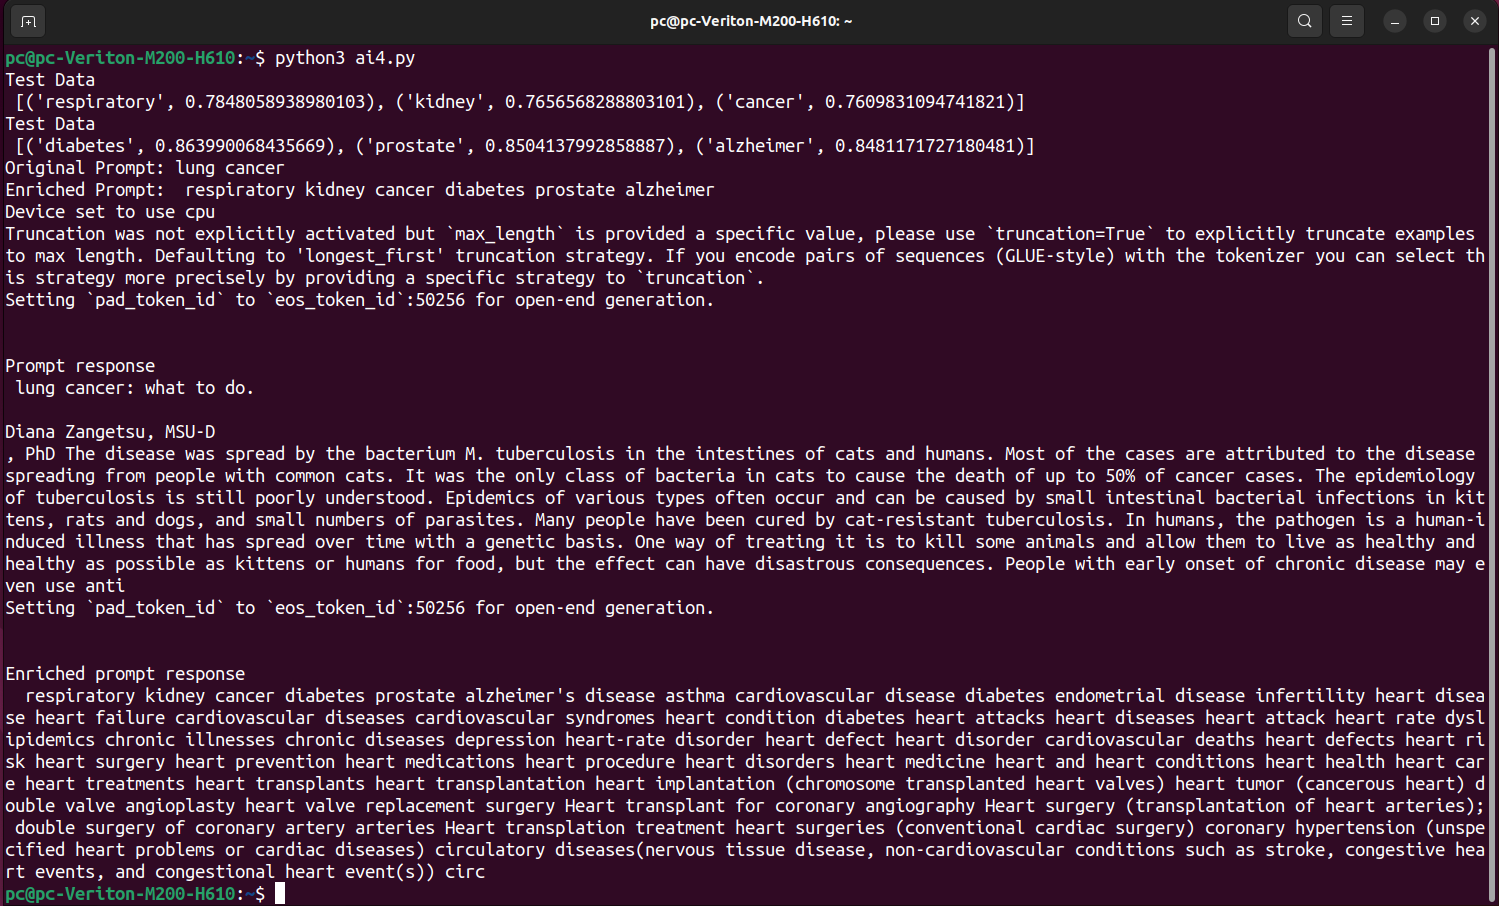 pc@pc-Veriton-M200-H610: ~
pc@pc-Veriton-M200-H610:~$ python3 ai4.py
Test Data
 [('respiratory', 0.7848058938980103), ('kidney', 0.7656568288803101), ('cancer', 0.7609831094741821)]
Test Data
 [('diabetes', 0.863990068435669), ('prostate', 0.8504137992858887), ('alzheimer', 0.8481171727180481)]
Original Prompt: lung cancer
Enriched Prompt:  respiratory kidney cancer diabetes prostate alzheimer
Device set to use cpu
Truncation was not explicitly activated but `max_length` is provided a specific value, please use `truncation=True` to explicitly truncate examples
to max length. Defaulting to 'longest_first' truncation strategy. If you encode pairs of sequences (GLUE-style) with the tokenizer you can select th
is strategy more precisely by providing a specific strategy to `truncation`.
Setting `pad_token_id` to `eos_token_id`:50256 for open-end generation.
Prompt response
 lung cancer: what to do.
Diana Zangetsu, MSU-D
, PhD The disease was spread by the bacterium M. tuberculosis in the intestines of cats and humans. Most of the cases are attributed to the disease
spreading from people with common cats. It was the only class of bacteria in cats to cause the death of up to 50% of cancer cases. The epidemiology
of tuberculosis is still poorly understood. Epidemics of various types often occur and can be caused by small intestinal bacterial infections in kit
tens, rats and dogs, and small numbers of parasites. Many people have been cured by cat-resistant tuberculosis. In humans, the pathogen is a human-i
nduced illness that has spread over time with a genetic basis. One way of treating it is to kill some animals and allow them to live as healthy and
healthy as possible as kittens or humans for food, but the effect can have disastrous consequences. People with early onset of chronic disease may e
ven use anti
Setting `pad_token_id` to `eos_token_id`:50256 for open-end generation.
Enriched prompt response
  respiratory kidney cancer diabetes prostate alzheimer's disease asthma cardiovascular disease diabetes endometrial disease infertility heart disea
se heart failure cardiovascular diseases cardiovascular syndromes heart condition diabetes heart attacks heart diseases heart attack heart rate dysl
ipidemics chronic illnesses chronic diseases depression heart-rate disorder heart defect heart disorder cardiovascular deaths heart defects heart ri
sk heart surgery heart prevention heart medications heart procedure heart disorders heart medicine heart and heart conditions heart health heart car
e heart treatments heart transplants heart transplantation heart implantation (chromosome transplanted heart valves) heart tumor (cancerous heart) d
ouble valve angioplasty heart valve replacement surgery Heart transplant for coronary angiography Heart surgery (transplantation of heart arteries);
 double surgery of coronary artery arteries Heart transplation treatment heart surgeries (conventional cardiac surgery) coronary hypertension (unspe
cified heart problems or cardiac diseases) circulatory diseases(nervous tissue disease, non-cardiovascular conditions such as stroke, congestive hea
rt events, and congestional heart event(s)) circ
pc@pc-Veriton-M200-H610:~$